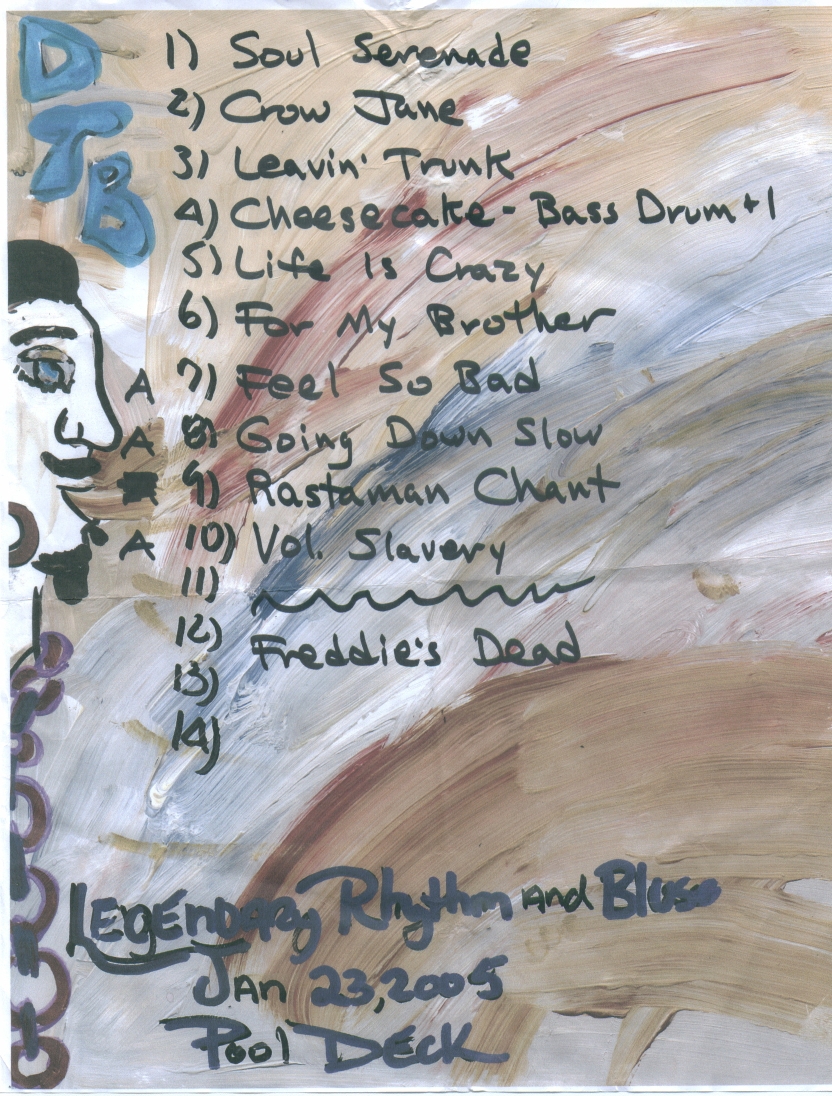 DTB
1) Soul Serenade
2) Crow Jane
3) Leavin' Trunk
4) Cheesecake - Bass Drum + 1
5) Life Is Crazy
6) For My Brother
A 7) Feel So Bad
A 8) Going Down Slow
9) Rastaman Chant
A 10) Vol. Slavery
11)
12) Freddie's Dead
13)
14)
Legendary Rhythm and Blues
Jan 23, 2005
Pool Deck